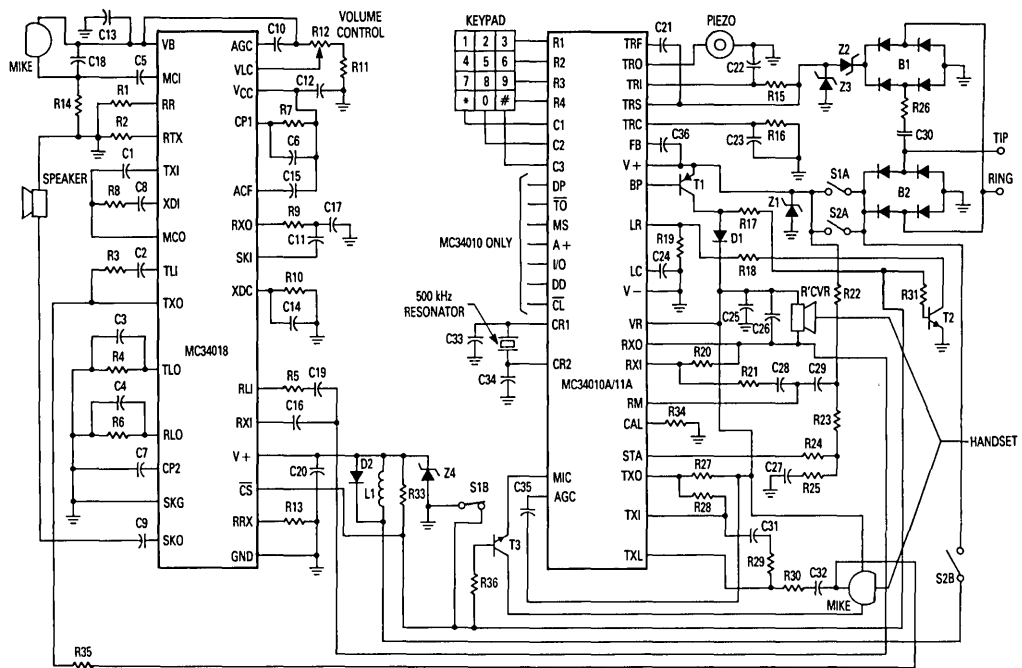 C13
MIKE
C18
C5
R14
R1
R2
C1
SPEAKER
R8
C8
R3
C2
C3
R4
C4
R6
C7
C9
R35
VB
MCI
RR
RTX
TXI
XDI
MCO
TLI
TXO
MC34018
TLO
RLO
CP2
SKG
SKO
AGC
VLC
VCC
CP1
ACF
RXO
SKI
XDC
RLI
RXI
V+
CS
RRX
GND
VOLUME
CONTROL
C10
R12
R11
C12
R7
C6
C15
R9
C17
C11
R10
C14
R5
C19
C16
C20
D2
L1
R33
Z4
R13
S1B
KEYPAD
1 2 3
4 5 6
7 8 9
* 0 #
MC34010 ONLY
500 kHz
RESONATOR
C33
C34
C35
T3
R36
R1
R2
R3
R4
C1
C2
C3
DP
TO
MS
A+
I/O
DD
CL
CR1
CR2
MC34010A/11A
MIC
AGC
TRF
TRO
TRI
TRS
TRC
FB
V+
BP
LR
LC
V−
VR
RXO
RXI
RM
CAL
STA
TXO
TXI
TXL
C21
PIEZO
C22
R15
Z2
Z3
B1
R26
C30
C23
R16
C36
T1
Z1
S1A
S2A
B2
TIP
RING
R17
D1
R19
R18
C24
R22
R31
T2
C25
C26
R'CVR
R20
R21
C28
C29
R34
R23
R24
C27
R25
R27
R28
C31
R29
R30
C32
MIKE
HANDSET
S2B